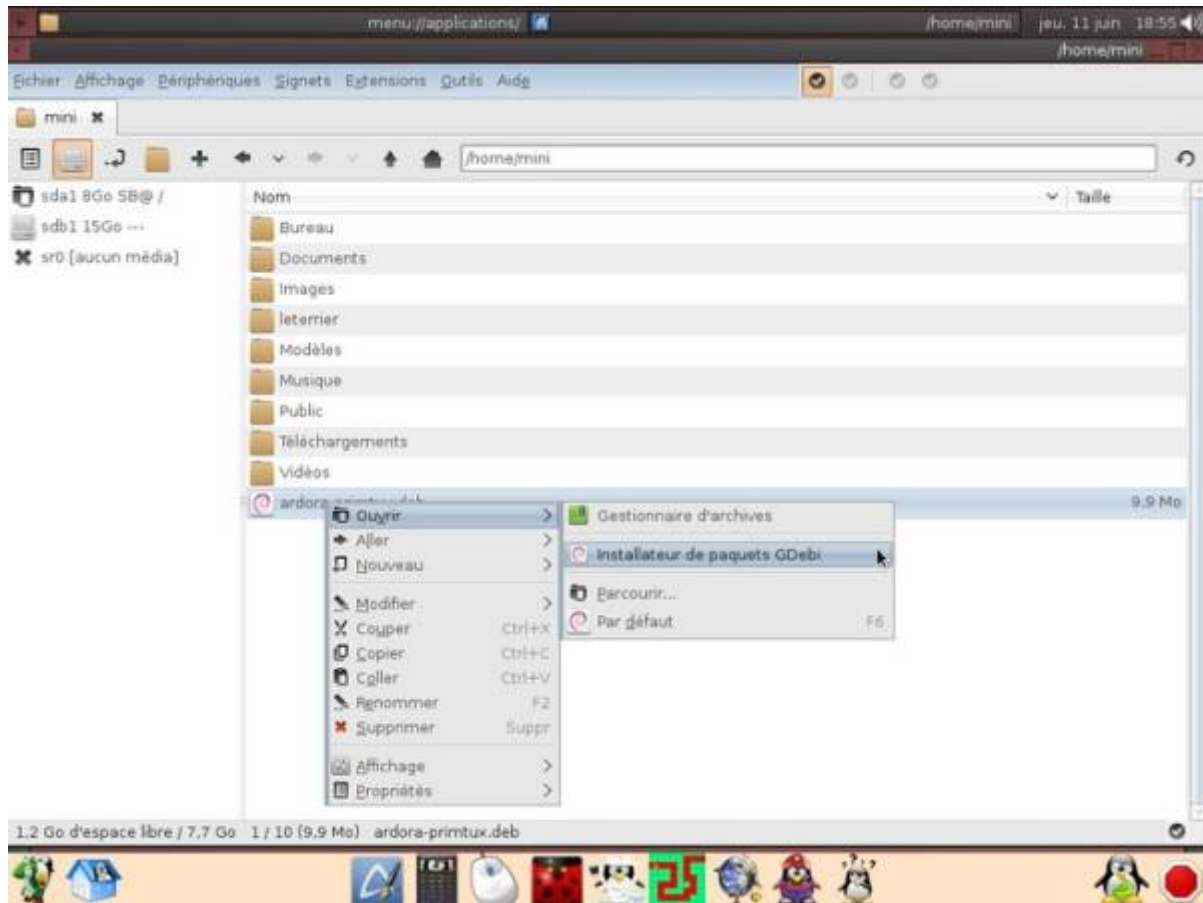 menu://applications/ /home/mini jeu. 11 juin 18:55
/home/mini
Fichier Affichage Périphériques Signets Extensions Outils Aide
mini
/home/mini
sda1 8Go SB@ /
sdb1 15Go ---
sr0 [aucun média]
Nom Taille
Bureau
Documents
Images
leterrier
Modèles
Musique
Public
Téléchargements
Vidéos
ardora-primtux.deb 9,9 Mo
Ouvrir
Aller
Nouveau
Modifier
Couper Ctrl+X
Copier Ctrl+C
Coller Ctrl+V
Renommer F2
Supprimer Suppr
Affichage
Propriétés
Gestionnaire d'archives
Installateur de paquets GDebi
Parcourir...
Par défaut F6
1,2 Go d'espace libre / 7,7 Go 1 / 10 (9,9 Mo) ardora-primtux.deb